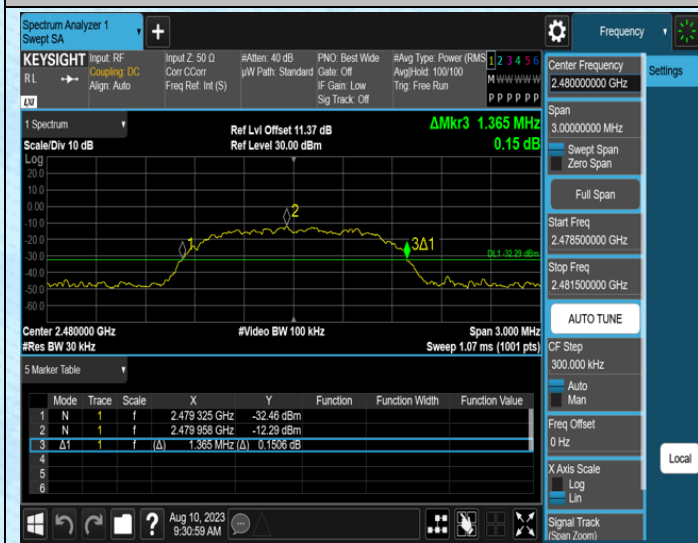 Spectrum Analyzer 1
Swept SA
+
Frequency
KEYSIGHT
RL
LXI
Input: RF
Coupling: DC
Align: Auto
Input Z: 50 Ω
Corr CCorr
Freq Ref: Int (S)
#Atten: 40 dB
µW Path: Standard
PNO: Best Wide
Gate: Off
IF Gain: Low
Sig Track: Off
#Avg Type: Power (RMS
Avg|Hold: 100/100
Trig: Free Run
1 2 3 4 5 6
M W W W W W
P P P P P P
1 Spectrum
Scale/Div 10 dB
Ref Lvl Offset 11.37 dB
Ref Level 30.00 dBm
ΔMkr3 1.365 MHz
0.15 dB
Log
20.0
10.0
0.00
-10.0
-20.0
-30.0
-40.0
-50.0
-60.0
1
2
3Δ1
DL1 -32.29 dBm
Center 2.480000 GHz
#Video BW 100 kHz
Span 3.000 MHz
#Res BW 30 kHz
Sweep 1.07 ms (1001 pts)
5 Marker Table
Mode Trace Scale X Y Function Function Width Function Value
1 N 1 f 2.479 325 GHz -32.46 dBm
2 N 1 f 2.479 958 GHz -12.29 dBm
3 Δ1 1 f (Δ) 1.365 MHz (Δ) 0.1506 dB
4
5
6
?
Aug 10, 2023
9:30:59 AM
Center Frequency
2.480000000 GHz
Span
3.00000000 MHz
Swept Span
Zero Span
Full Span
Start Freq
2.478500000 GHz
Stop Freq
2.481500000 GHz
AUTO TUNE
CF Step
300.000 kHz
Auto
Man
Freq Offset
0 Hz
X Axis Scale
Log
Lin
Signal Track
(Span Zoom)
Settings
Local